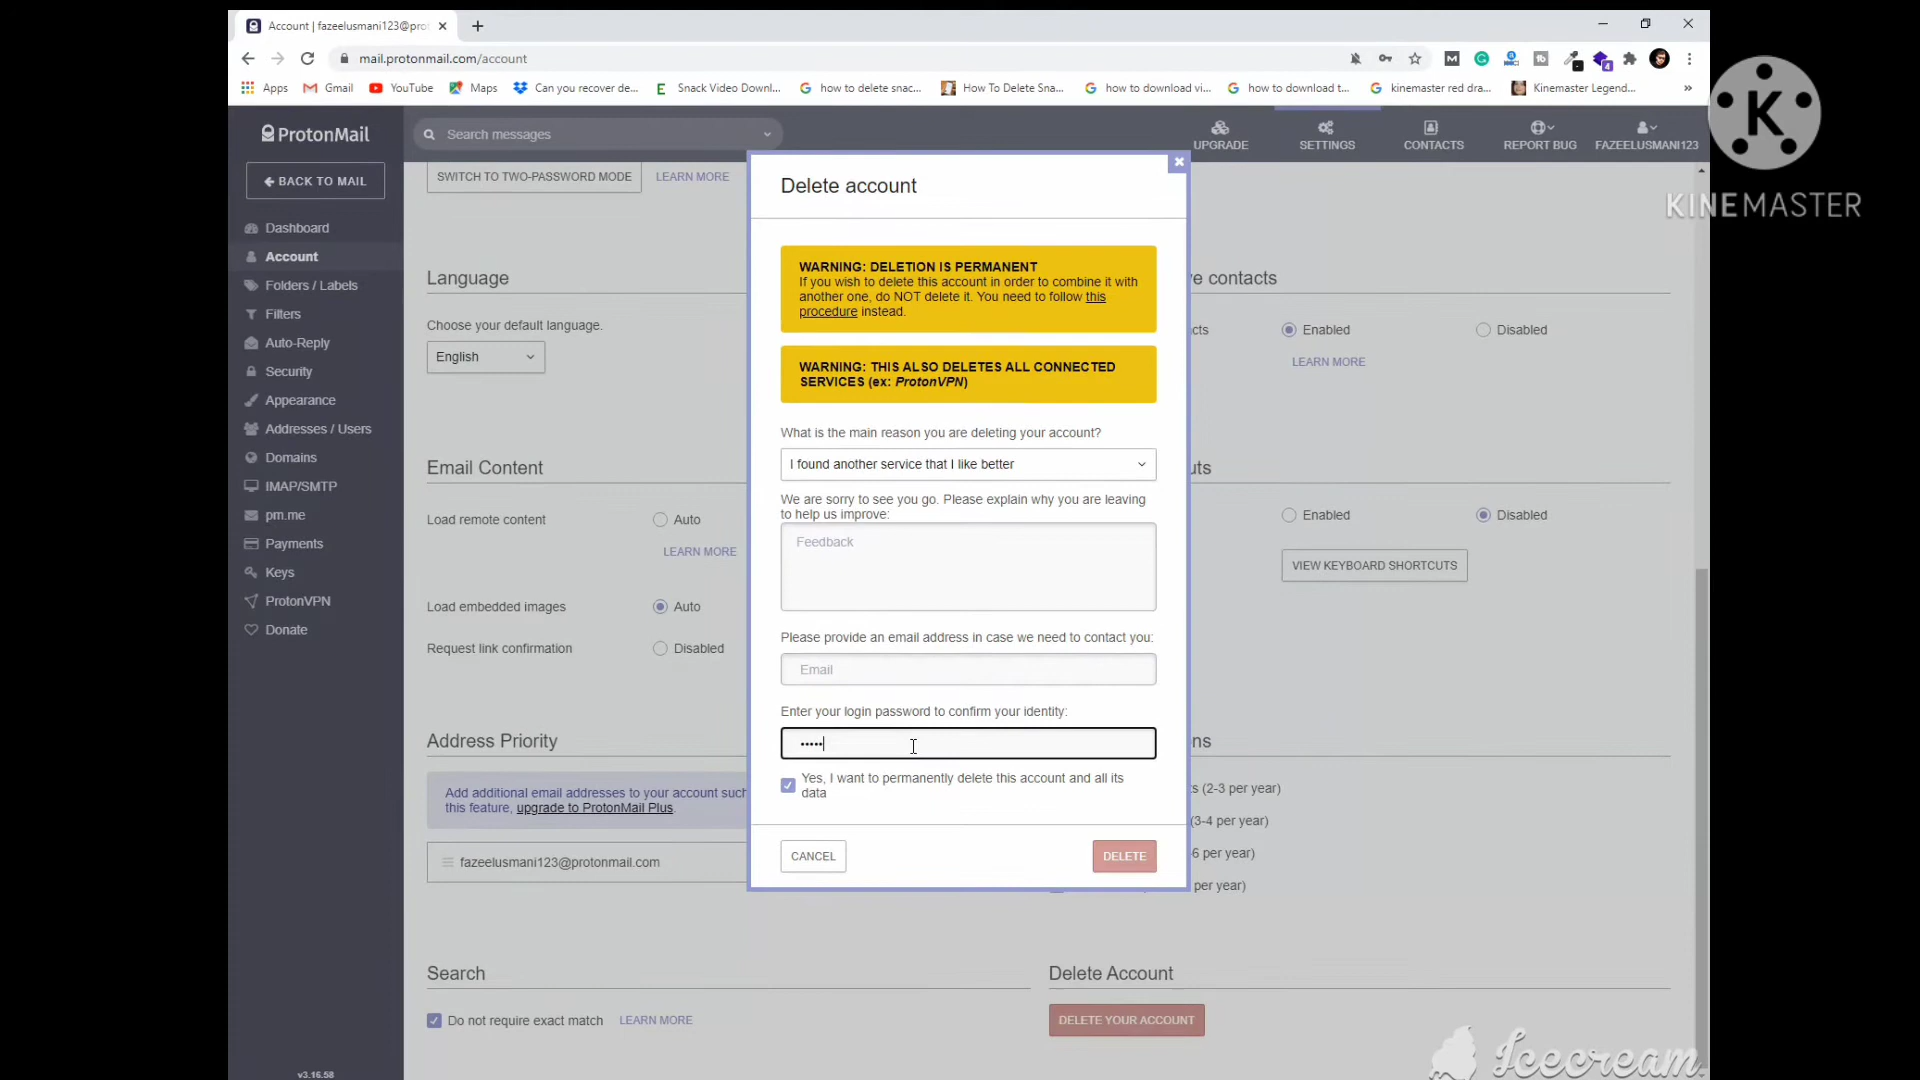 Account | fazeelusmani123@pro
mail.protonmail.com/account
Apps
Gmail
YouTube
Maps
Can you recover de...
Snack Video Downl...
how to delete snac...
How To Delete Sna...
how to download vi...
how to download t...
kinemaster red dra...
Kinemaster Legend...
»
K
KINEMASTER
ProtonMail
Search messages
UPGRADE
SETTINGS
CONTACTS
REPORT BUG
FAZEELUSMANI123
BACK TO MAIL
Dashboard
Account
Folders / Labels
Filters
Auto-Reply
Security
Appearance
Addresses / Users
Domains
IMAP/SMTP
pm.me
Payments
Keys
ProtonVPN
Donate
v3.16.58
SWITCH TO TWO-PASSWORD MODE
LEARN MORE
Language
Choose your default language.
English
Email Content
Load remote content
Auto
LEARN MORE
Load embedded images
Auto
Request link confirmation
Disabled
Address Priority
Add additional email addresses to your account such
this feature, upgrade to ProtonMail Plus.
fazeelusmani123@protonmail.com
Search
Do not require exact match
LEARN MORE
Delete account
WARNING: DELETION IS PERMANENT
If you wish to delete this account in order to combine it with
another one, do NOT delete it. You need to follow this
procedure instead.
WARNING: THIS ALSO DELETES ALL CONNECTED
SERVICES (ex: ProtonVPN)
What is the main reason you are deleting your account?
I found another service that I like better
We are sorry to see you go. Please explain why you are leaving
to help us improve:
Feedback
Please provide an email address in case we need to contact you:
Email
Enter your login password to confirm your identity:
•••••
Yes, I want to permanently delete this account and all its
data
CANCEL
DELETE
e contacts
cts
Enabled
Disabled
LEARN MORE
uts
Enabled
Disabled
VIEW KEYBOARD SHORTCUTS
ns
s (2-3 per year)
(3-4 per year)
6 per year)
per year)
Delete Account
DELETE YOUR ACCOUNT
Icecream